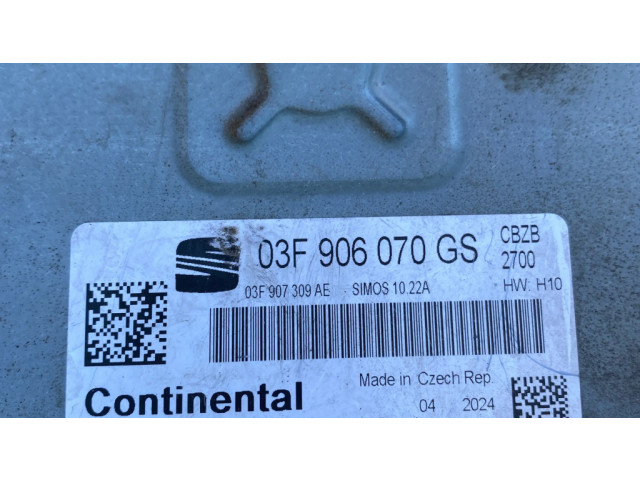 03F 906 070 GS
CBZB
2700
03F 907 309 AE SIMOS 10.22A
HW: H10
Continental
Made in Czech Rep.
04 2024